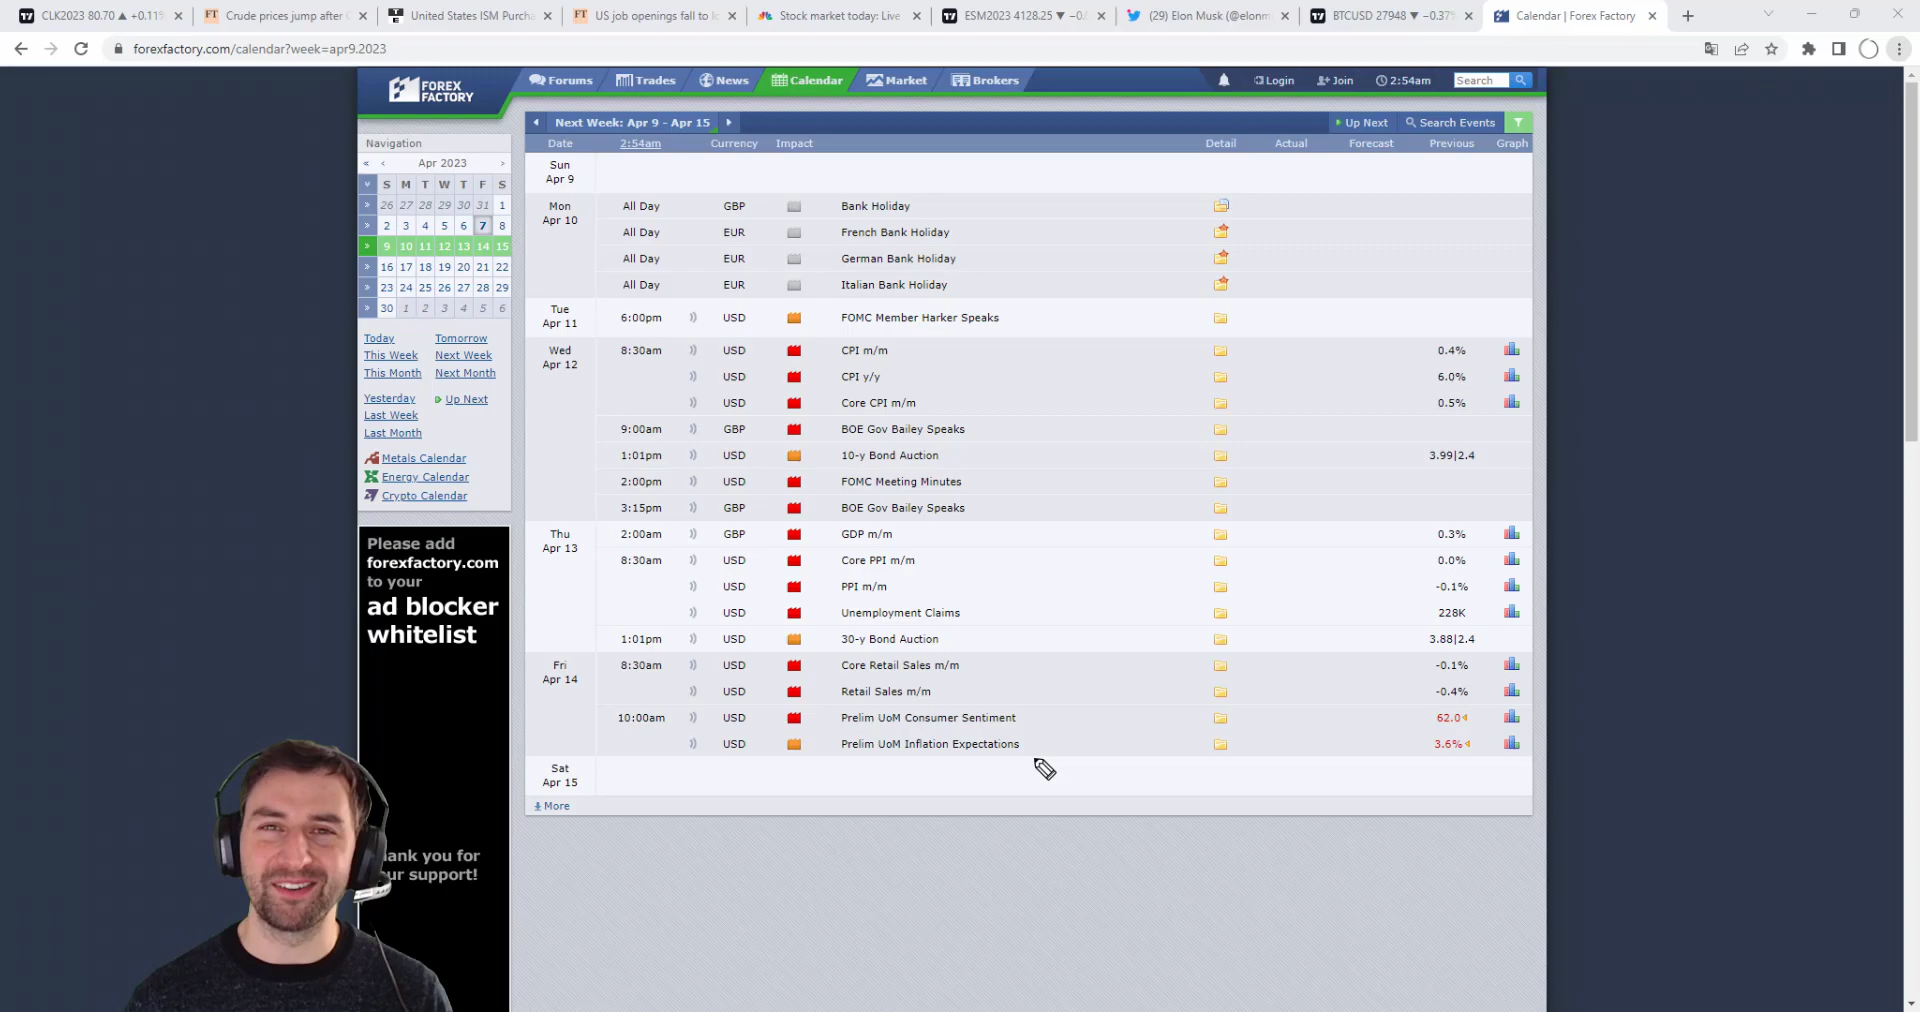 CLK2023 80.70 ▲ +0.11%
Crude prices jump after
United States ISM Purcha
US job openings fall to
Stock market today: Live
ESM2023 4128.25 ▼
(29) Elon Musk (@elonm
BTCUSD 27948 ▼ -0.37%
Calendar | Forex Factory
forexfactory.com/calendar?week=apr9.2023
FOREX
FACTORY
Forums Trades News Calendar Market Brokers Login Join 2:54am Search
Next Week: Apr 9 - Apr 15 Up Next Search Events
Date 2:54am Currency Impact Detail Actual Forecast Previous Graph
Sun
Apr 9
Mon
Apr 10
All Day GBP Bank Holiday
All Day EUR French Bank Holiday
All Day EUR German Bank Holiday
All Day EUR Italian Bank Holiday
Tue
Apr 11
6:00pm USD FOMC Member Harker Speaks
Wed
Apr 12
8:30am USD CPI m/m 0.4%
USD CPI y/y 6.0%
USD Core CPI m/m 0.5%
9:00am GBP BOE Gov Bailey Speaks
1:01pm USD 10-y Bond Auction 3.99|2.4
2:00pm USD FOMC Meeting Minutes
3:15pm GBP BOE Gov Bailey Speaks
Thu
Apr 13
2:00am GBP GDP m/m 0.3%
8:30am USD Core PPI m/m 0.0%
USD PPI m/m -0.1%
USD Unemployment Claims 228K
1:01pm USD 30-y Bond Auction 3.88|2.4
Fri
Apr 14
8:30am USD Core Retail Sales m/m -0.1%
USD Retail Sales m/m -0.4%
10:00am USD Prelim UoM Consumer Sentiment 62.0
USD Prelim UoM Inflation Expectations 3.6%
Sat
Apr 15
More
Navigation
« ‹ Apr 2023 ›
S M T W T F S
26 27 28 29 30 31 1
2 3 4 5 6 7 8
9 10 11 12 13 14 15
16 17 18 19 20 21 22
23 24 25 26 27 28 29
30 1 2 3 4 5 6
Today Tomorrow
This Week Next Week
This Month Next Month
Yesterday Up Next
Last Week
Last Month
Metals Calendar
Energy Calendar
Crypto Calendar
Please add
forexfactory.com
to your
ad blocker
whitelist
ank you for
ur support!